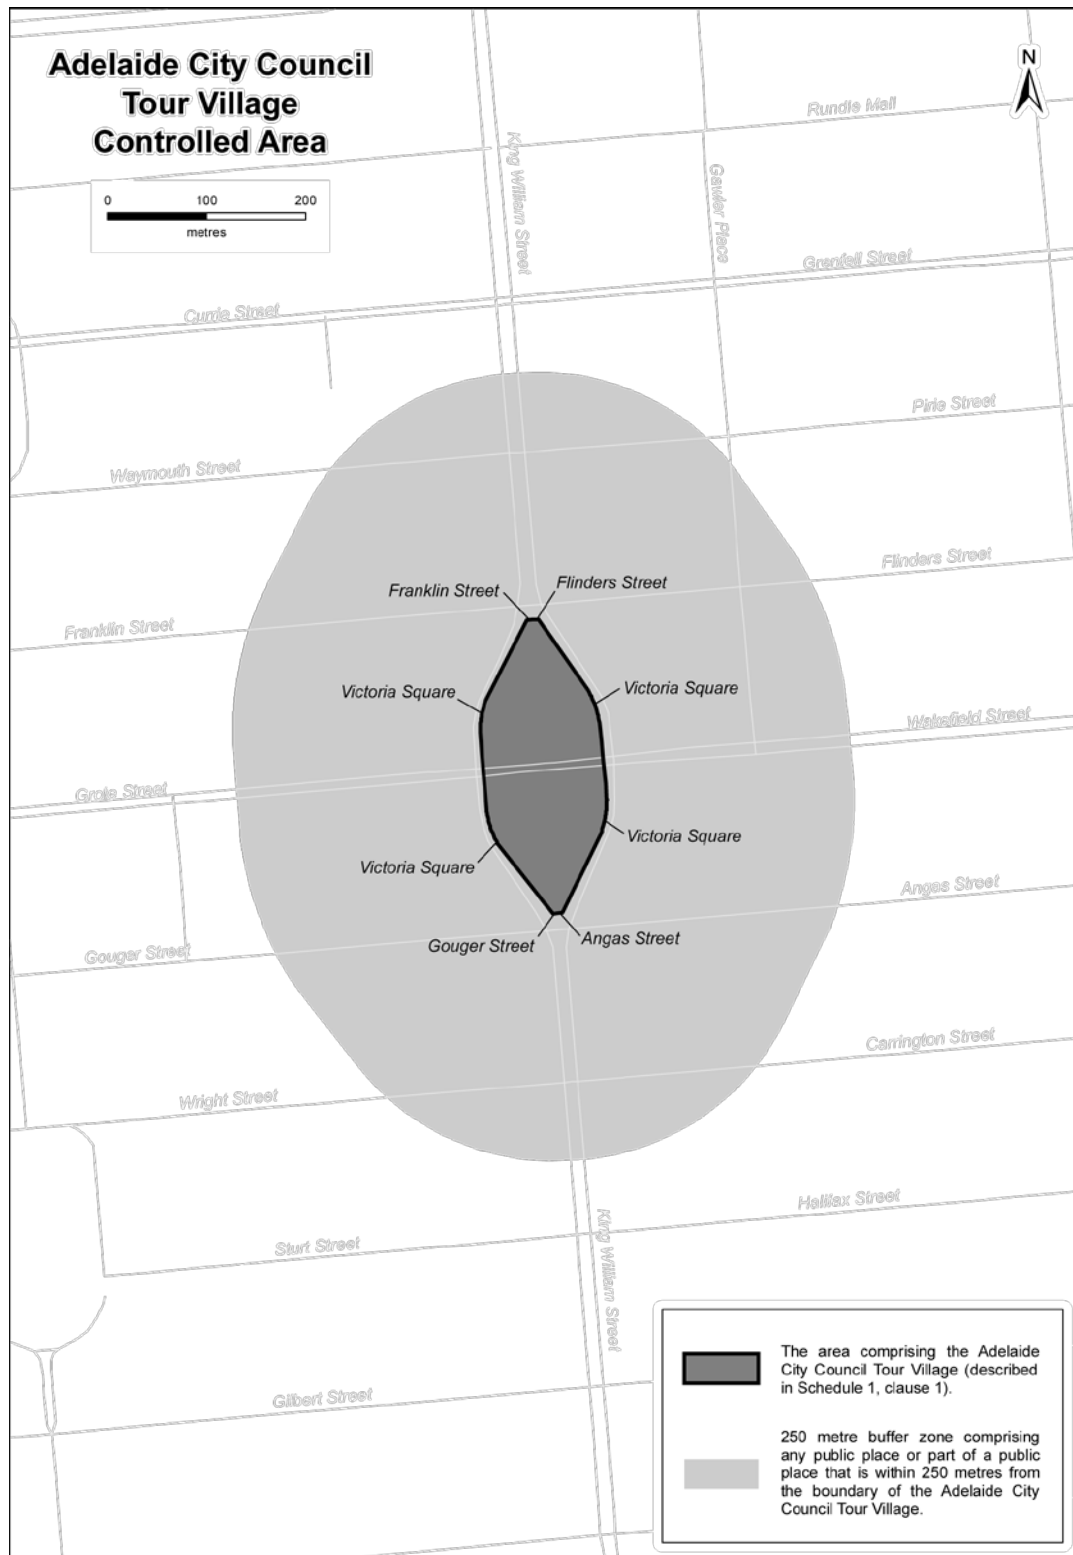 Adelaide City Council
Tour Village
Controlled Area
N
0 100 200
metres
Rundle Mall
King William Street
Gawler Place
Grenfell Street
Currie Street
Pirie Street
Waymouth Street
Flinders Street
Franklin Street
Flinders Street
Franklin Street
Victoria Square
Victoria Square
Wakefield Street
Grote Street
Victoria Square
Victoria Square
Angas Street
Gouger Street
Angas Street
Gouger Street
Carrington Street
Wright Street
Halifax Street
Sturt Street
King William Street
Gilbert Street
The area comprising the Adelaide
City Council Tour Village (described
in Schedule 1, clause 1).
250 metre buffer zone comprising
any public place or part of a public
place that is within 250 metres from
the boundary of the Adelaide City
Council Tour Village.